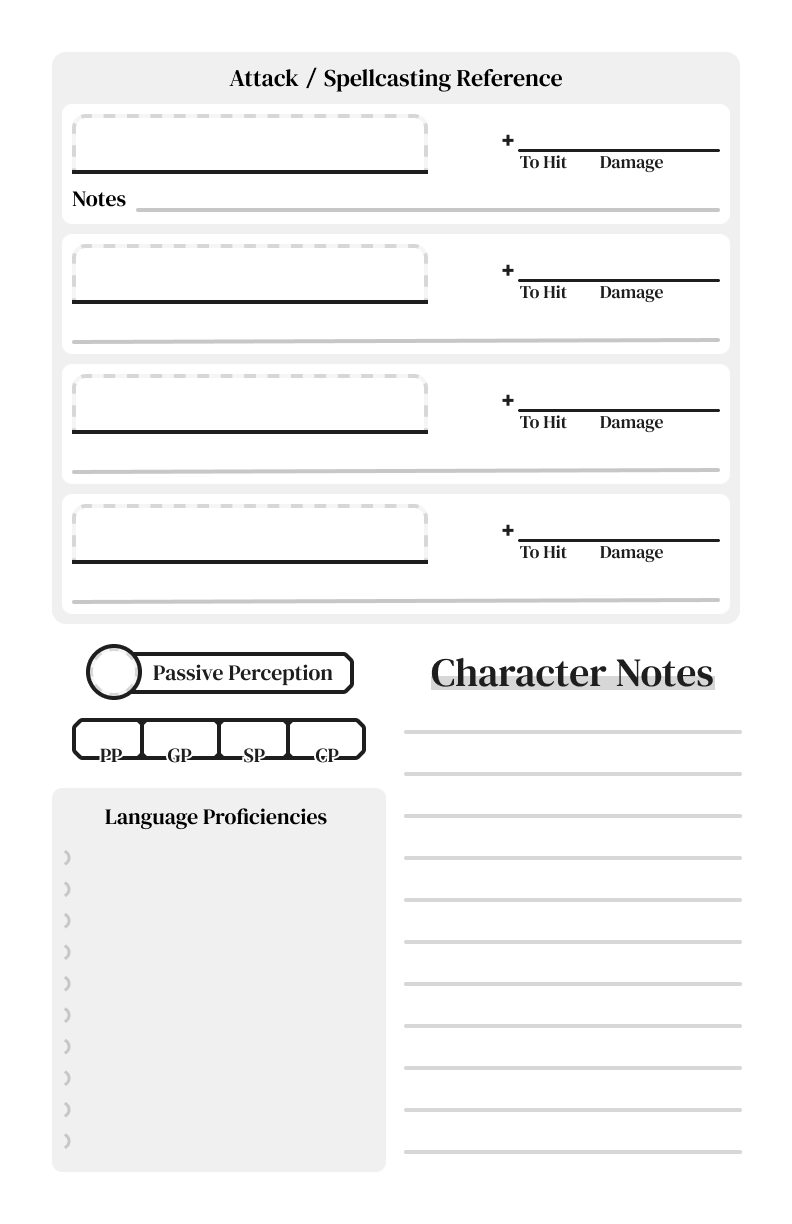 Attack / Spellcasting Reference
+
To Hit Damage
Notes
+
To Hit Damage
+
To Hit Damage
+
To Hit Damage
Passive Perception
PP GP SP CP
Language Proficiencies
Character Notes